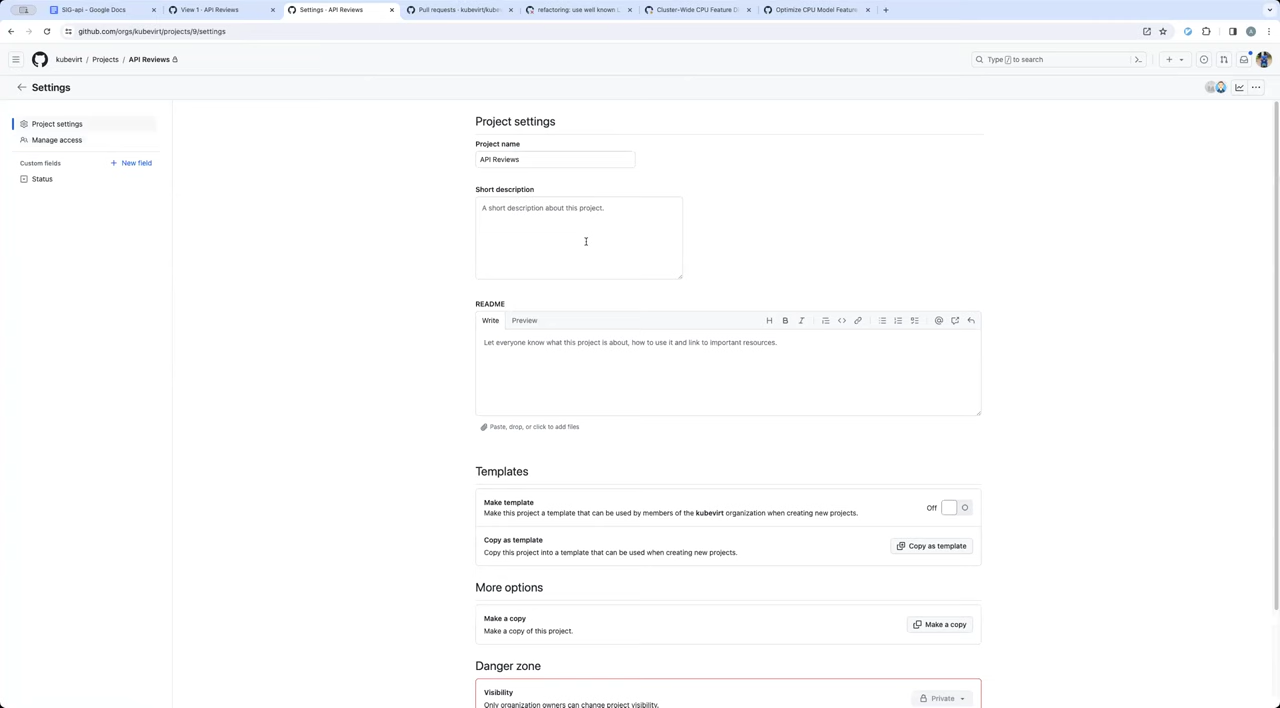 SIG-api - Google Docs
View 1 · API Reviews
Settings · API Reviews
Pull requests · kubevirt/kube
refactoring: use well known
Cluster-Wide CPU Feature D
Optimize CPU Model Feature
github.com/orgs/kubevirt/projects/9/settings
kubevirt / Projects / API Reviews
Type / to search
Settings
Project settings
Manage access
Custom fields
New field
Status
Project settings
Project name
API Reviews
Short description
A short description about this project.
README
Write
Preview
Let everyone know what this project is about, how to use it and link to important resources.
Paste, drop, or click to add files
Templates
Make template
Make this project a template that can be used by members of the kubevirt organization when creating new projects.
Off
Copy as template
Copy this project into a template that can be used when creating new projects.
Copy as template
More options
Make a copy
Make a copy of this project.
Make a copy
Danger zone
Visibility
Only organization owners can change project visibility.
Private